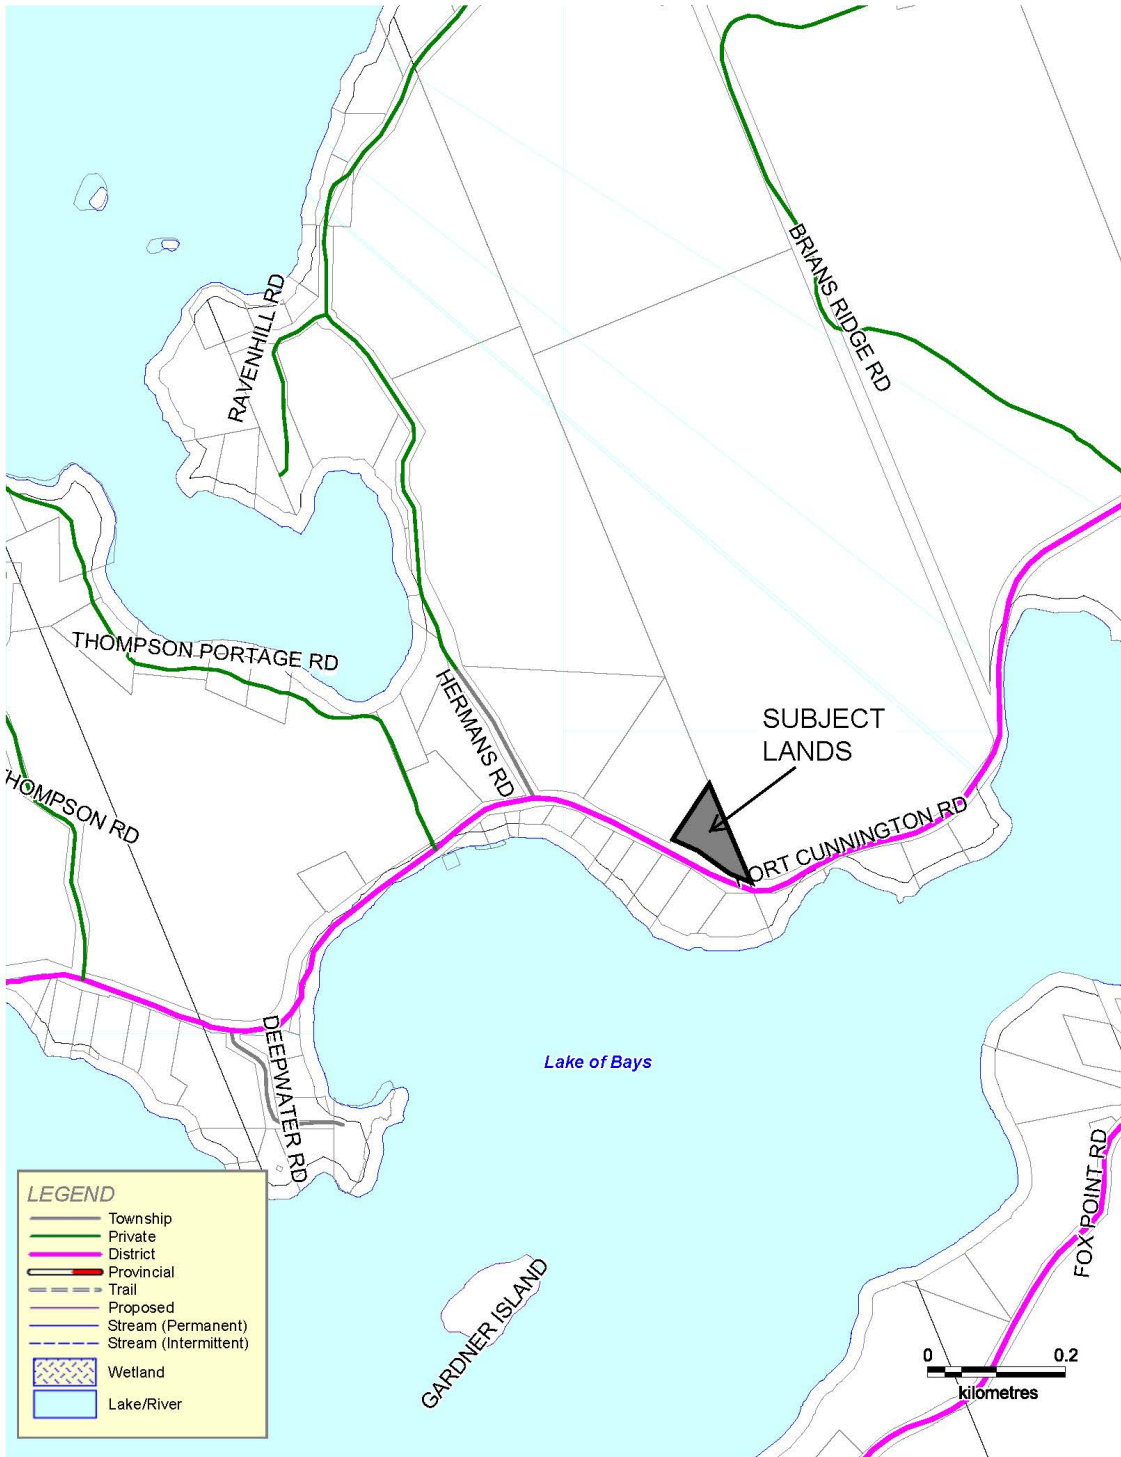 BRIANS RIDGE RD
RAVENHILL RD
THOMPSON PORTAGE RD
HERMANS RD
SUBJECT
LANDS
THOMPSON RD
PORT CUNNINGTON RD
DEEPWATER RD
Lake of Bays
FOX POINT RD
GARDNER ISLAND
LEGEND
Township
Private
District
Provincial
Trail
Proposed
Stream (Permanent)
Stream (Intermittent)
Wetland
Lake/River
0 0.2
kilometres